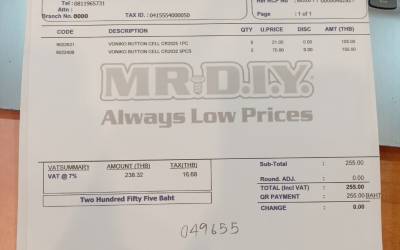 Tel : 0811965731
Attn :
Branch No. 0000 TAX ID. : 0415554000050
Page : 1 of 1
CODE DESCRIPTION QTY U.PRICE DISC AMT (THB)
VONIKO BUTTON CELL CR2025 1PC 5 21.00 0.00 105.00
VONIKO BUTTON CELL CR2032 5PCS 2 75.00 0.00 150.00
MR.D.I.Y.
Always Low Prices
VATSUMMARY AMOUNT (THB) TAX(THB)
VAT @ 7% 238.32 16.68
Sub-Total : 255.00
Round. ADJ. : 0.00
TOTAL (Incl VAT) : 255.00
QR PAYMENT : 255.00 BAHT
CHANGE : 0.00
Two Hundred Fifty Five Baht
049655